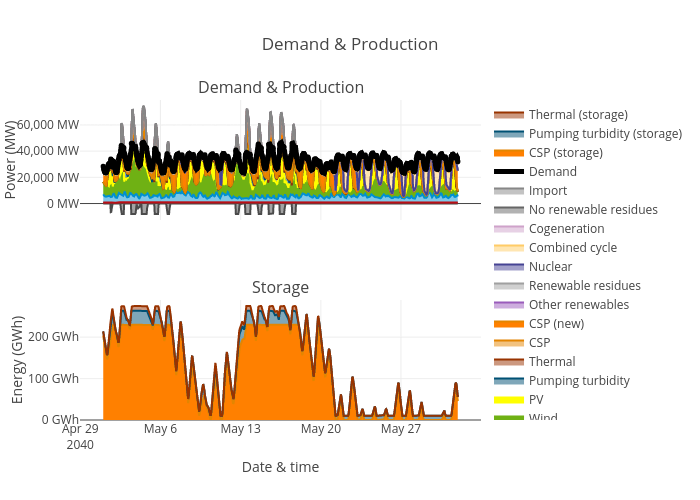 Demand & Production
Demand & Production
Power (MW)
60,000 MW
40,000 MW
20,000 MW
0 MW
Storage
Energy (GWh)
200 GWh
100 GWh
0 GWh
Apr 29
2040
May 6
May 13
May 20
May 27
Date & time
Thermal (storage)
Pumping turbidity (storage)
CSP (storage)
Demand
Import
No renewable residues
Cogeneration
Combined cycle
Nuclear
Renewable residues
Other renewables
CSP (new)
CSP
Thermal
Pumping turbidity
PV
Wind